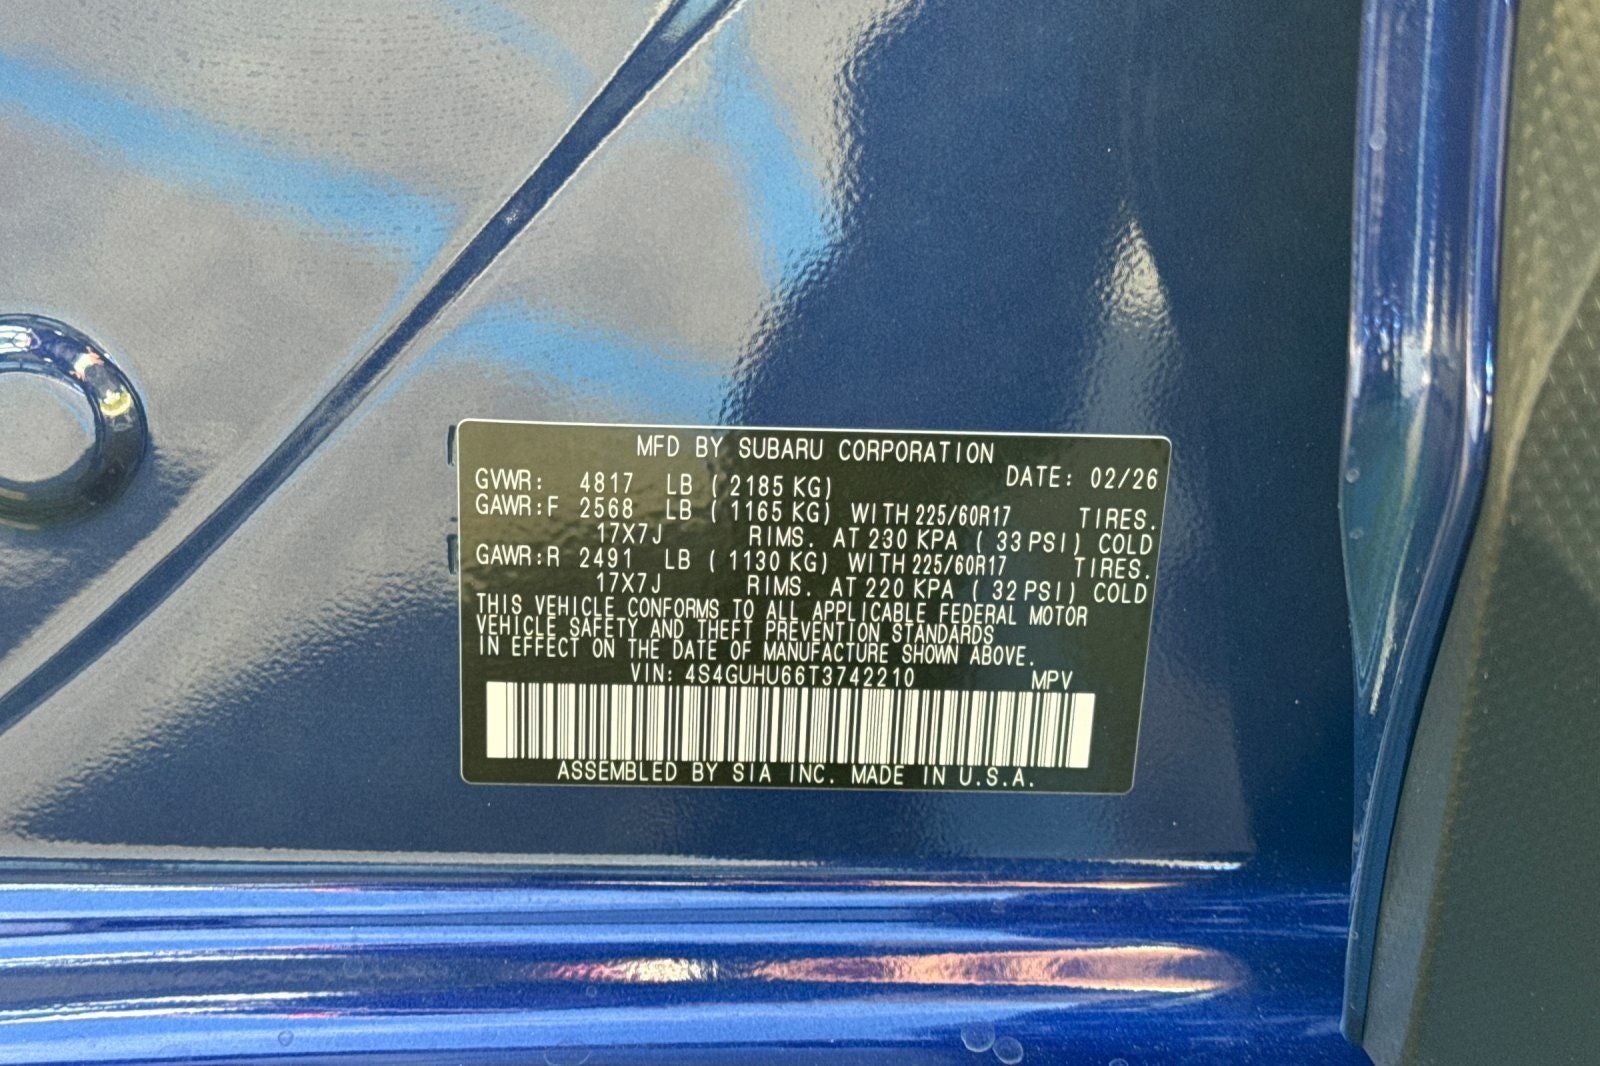 MFD BY SUBARU CORPORATION
DATE: 02/26
GVWR: 4817 LB ( 2185 KG)
GAWR:F 2568 LB ( 1165 KG) WITH 225/60R17 TIRES.
17X7J RIMS. AT 230 KPA ( 33 PSI) COLD
GAWR:R 2491 LB ( 1130 KG) WITH 225/60R17 TIRES.
17X7J RIMS. AT 220 KPA ( 32 PSI) COLD
THIS VEHICLE CONFORMS TO ALL APPLICABLE FEDERAL MOTOR
VEHICLE SAFETY AND THEFT PREVENTION STANDARDS
IN EFFECT ON THE DATE OF MANUFACTURE SHOWN ABOVE.
VIN: 4S4GUHU66T3742210 MPV
ASSEMBLED BY SIA INC. MADE IN U.S.A.